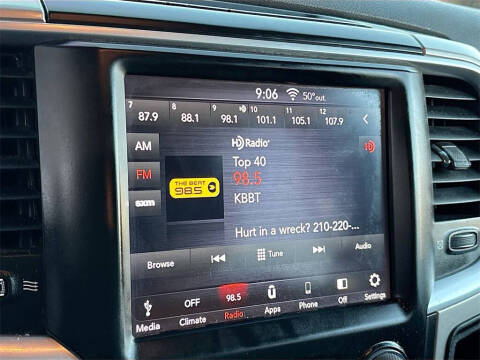 9:06 50° out.
7 8 9 HD 10 11 12
87.9 88.1 98.1 101.1 105.1 107.9
AM
HD Radio
HD
FM
Top 40
98.5
THE BEAT
98.5
KBBT
sxm
Hurt in a wreck? 210-220-...
Browse Tune Audio
OFF 98.5
Media Climate Radio Apps Phone Off Settings